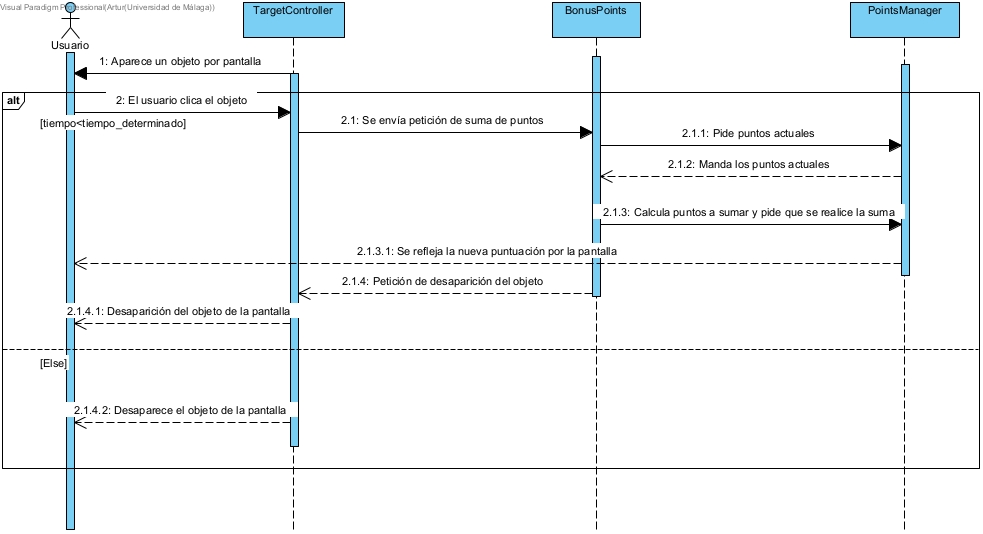 Visual Paradigm Professional(Artur(Universidad de Málaga))
TargetController
BonusPoints
PointsManager
Usuario
1: Aparece un objeto por pantalla
alt
2: El usuario clica el objeto
[tiempo<tiempo_determinado]
2.1: Se envía petición de suma de puntos
2.1.1: Pide puntos actuales
2.1.2: Manda los puntos actuales
2.1.3: Calcula puntos a sumar y pide que se realice la suma
2.1.3.1: Se refleja la nueva puntuación por la pantalla
2.1.4: Petición de desaparición del objeto
2.1.4.1: Desaparición del objeto de la pantalla
[Else]
2.1.4.2: Desaparece el objeto de la pantalla